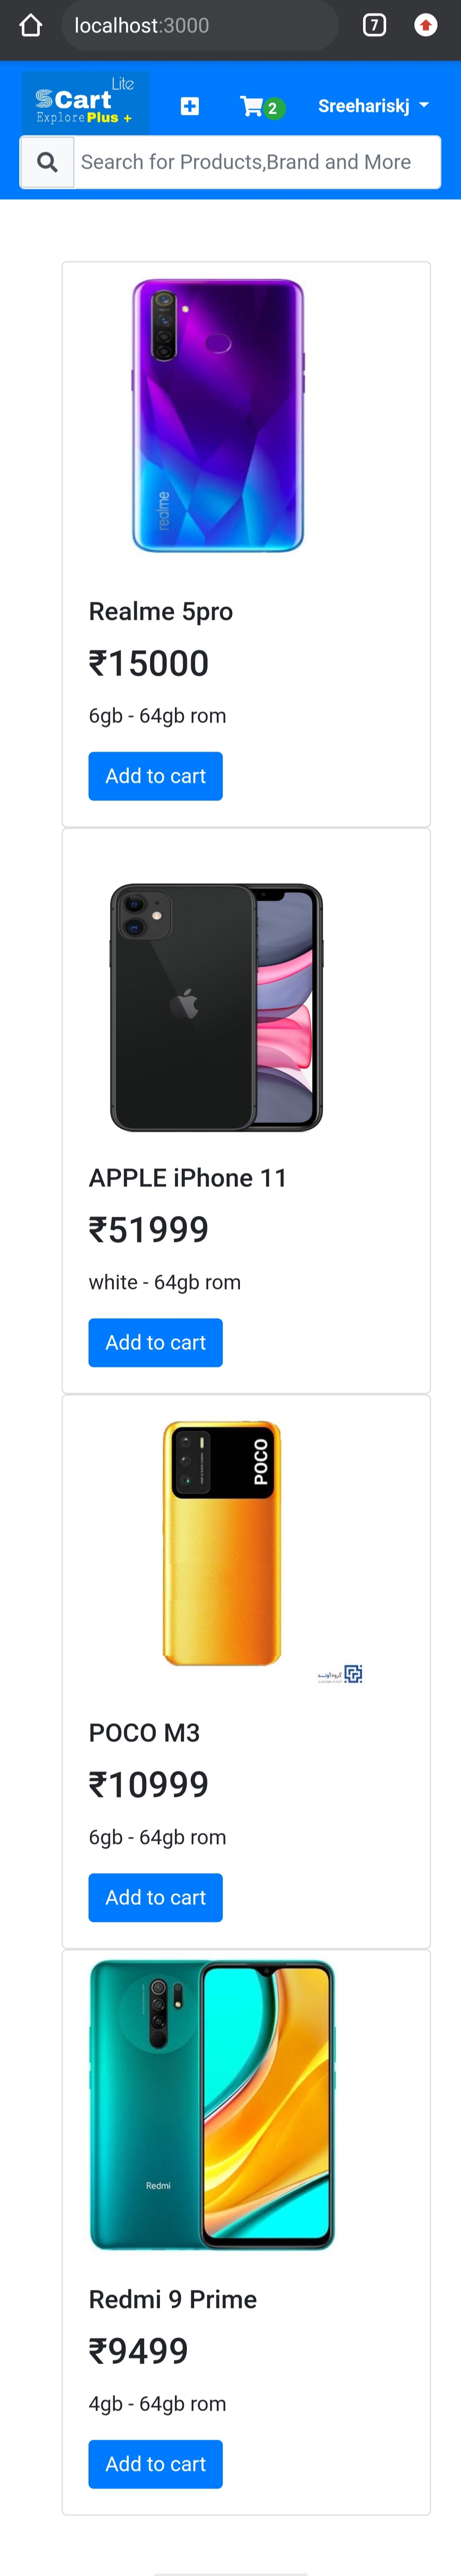 localhost:3000
7
Lite
SCart
Explore Plus +
2
Sreehariskj
Search for Products,Brand and More
realme
Realme 5pro
₹15000
6gb - 64gb rom
Add to cart
APPLE iPhone 11
₹51999
white - 64gb rom
Add to cart
POCO
POCO M3
₹10999
6gb - 64gb rom
Add to cart
Redmi
Redmi 9 Prime
₹9499
4gb - 64gb rom
Add to cart